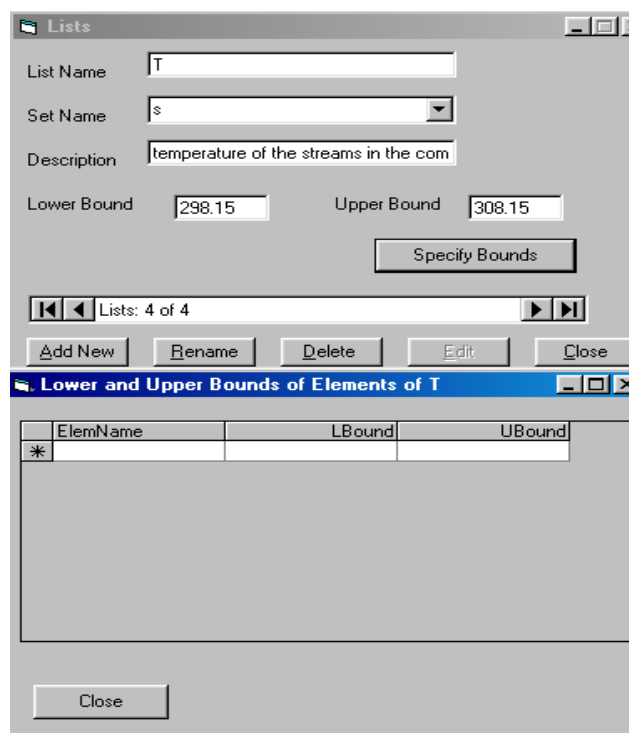 Lists
List Name T
Set Name s
Description temperature of the streams in the com
Lower Bound 298.15 Upper Bound 308.15
Specify Bounds
Lists: 4 of 4
Add New Rename Delete Edit Close
Lower and Upper Bounds of Elements of T
ElemName LBound UBound
Close